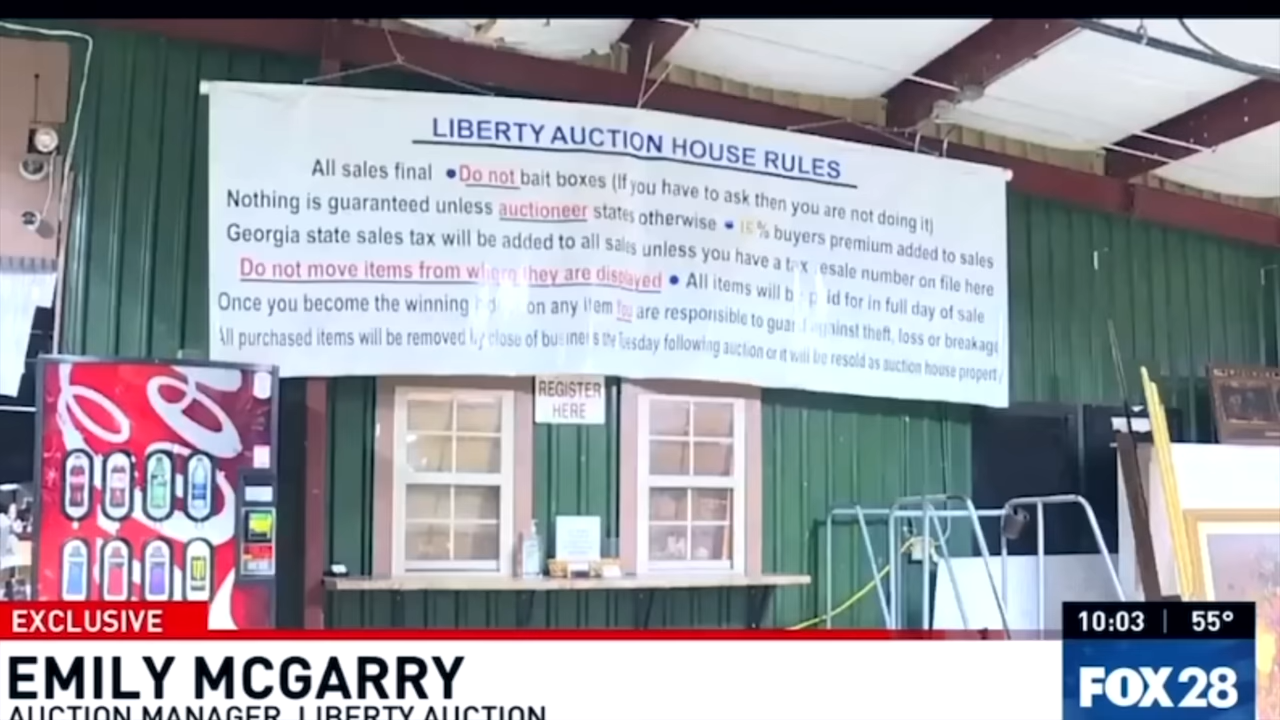 LIBERTY AUCTION HOUSE RULES
All sales final • Do not bait boxes (If you have to ask then you are not doing it)
Nothing is guaranteed unless auctioneer states otherwise • % buyers premium added to sales
Georgia state sales tax will be added to all sales unless you have a tax resale number on file here
Do not move items from where they are displayed • All items will be paid for in full day of sale
Once you become the winning on any item You are responsible to guard against theft, loss or breakage
All purchased items will be removed by close of business the Tuesday following auction or it will be resold as auction house property
REGISTER
HERE
EXCLUSIVE
10:03 | 55°
EMILY MCGARRY
FOX 28
AUCTION MANAGER, LIBERTY AUCTION